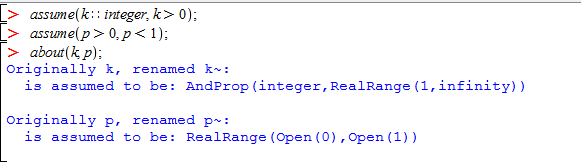 > assume(k::integer, k > 0);
> assume(p > 0, p < 1);
> about(k, p);
Originally k, renamed k~:
is assumed to be: AndProp(integer,RealRange(1,infinity))
Originally p, renamed p~:
is assumed to be: RealRange(Open(0),Open(1))